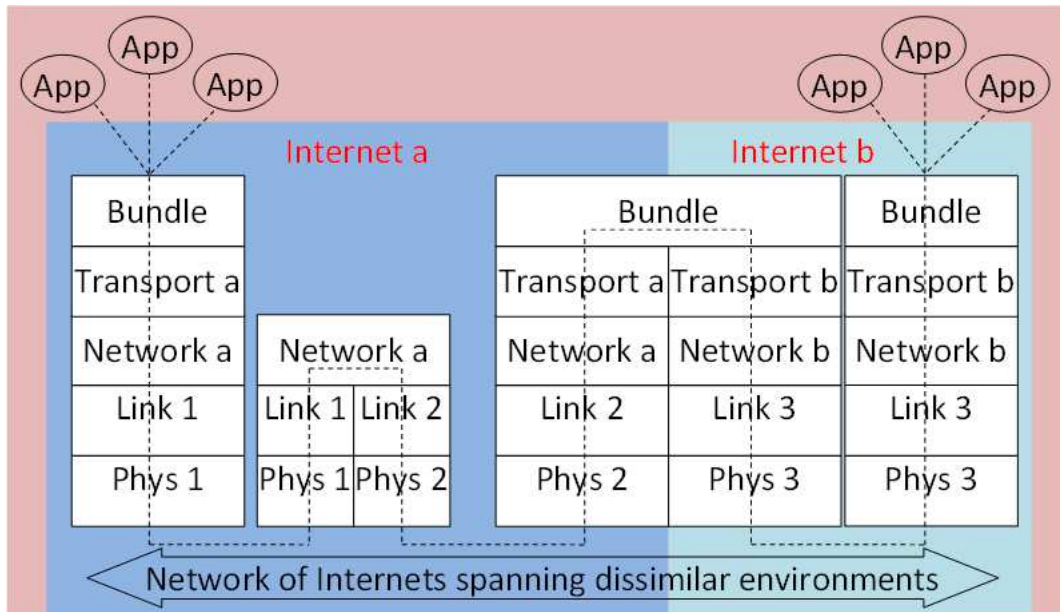 App
App
App
App
App
App
Internet a
Internet b
Bundle
Transport a
Network a
Link 1
Phys 1
Network a
Link 1
Link 2
Phys 1
Phys 2
Bundle
Transport a
Transport b
Network a
Network b
Link 2
Link 3
Phys 2
Phys 3
Bundle
Transport b
Network b
Link 3
Phys 3
Network of Internets spanning dissimilar environments